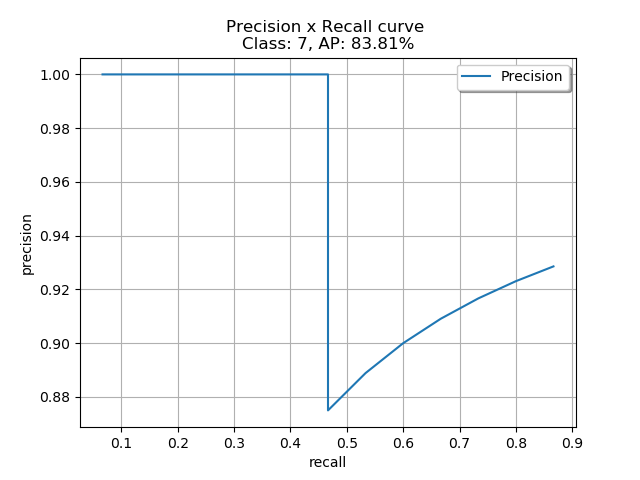 Precision x Recall curve
Class: 7, AP: 83.81%
Precision
1.00
0.98
0.96
0.94
0.92
0.90
0.88
precision
0.1 0.2 0.3 0.4 0.5 0.6 0.7 0.8 0.9
recall